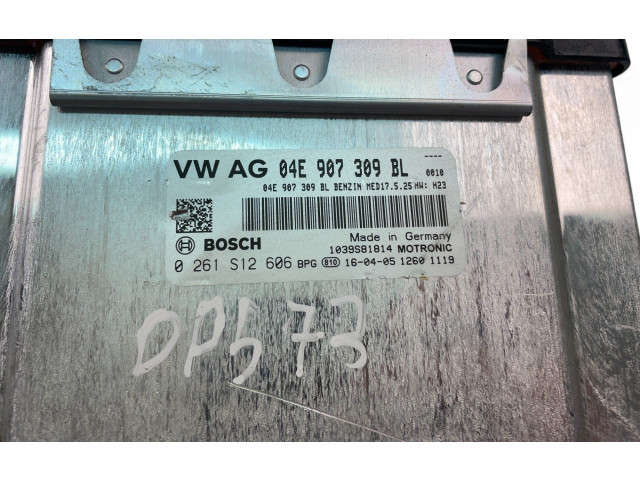 VW AG 04E 907 309 BL ----
0010
04E 907 309 BL BENZIN MED17.5.25 HW: H23
BOSCH
Made in Germany
1039S81814 MOTRONIC
0 261 S12 606 BPG 810 16-04-05 1260 1119
DP573